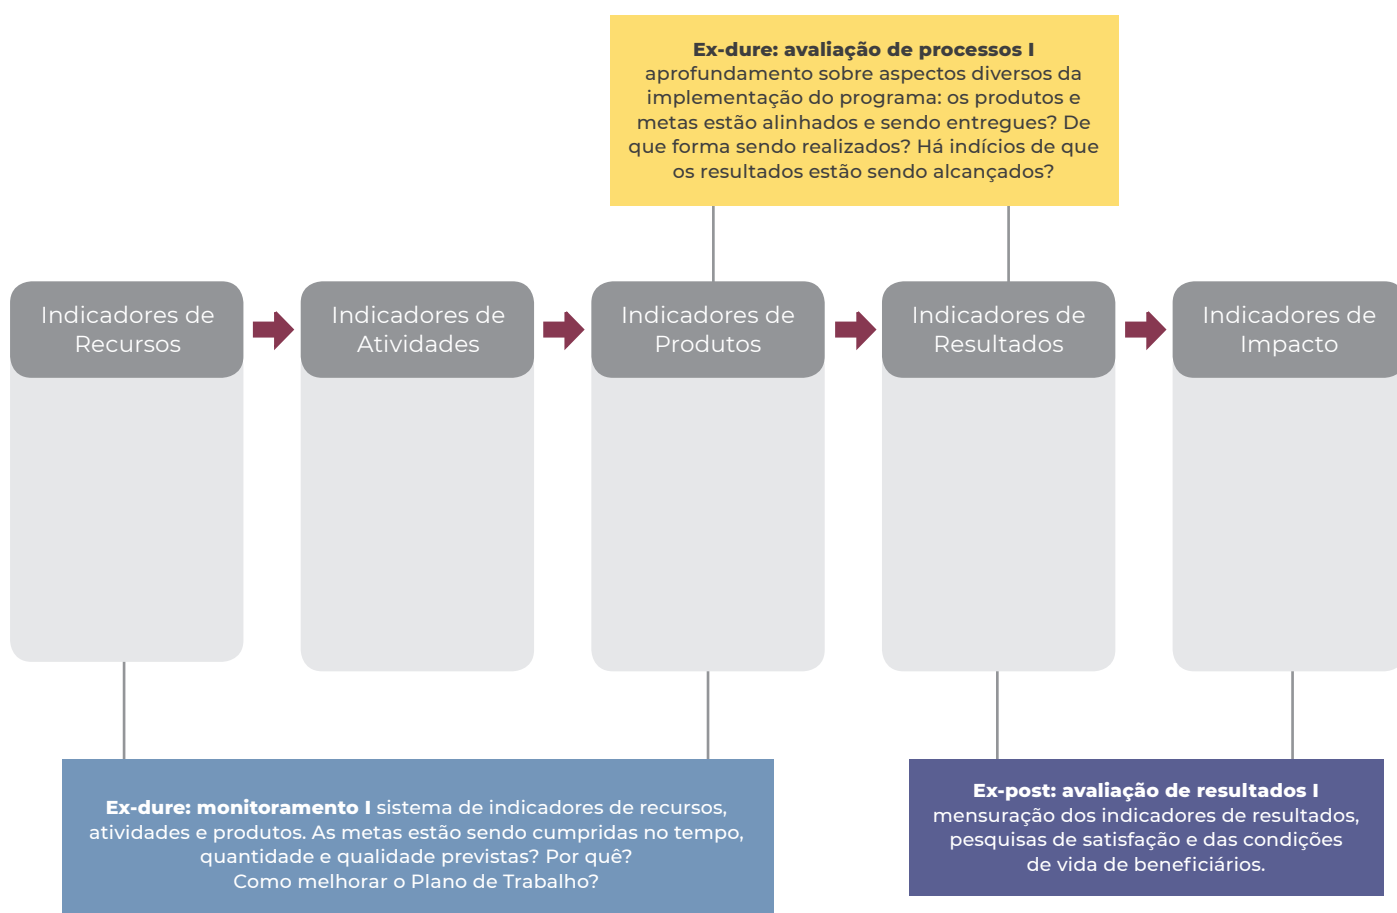 Ex-dure: avaliação de processos I
aprofundamento sobre aspectos diversos da
implementação do programa: os produtos e
metas estão alinhados e sendo entregues? De
que forma sendo realizados? Há indícios de que
os resultados estão sendo alcançados?
Indicadores de
Recursos
Indicadores de
Atividades
Indicadores de
Produtos
Indicadores de
Resultados
Indicadores de
Impacto
Ex-dure: monitoramento I sistema de indicadores de recursos,
atividades e produtos. As metas estão sendo cumpridas no tempo,
quantidade e qualidade previstas? Por quê?
Como melhorar o Plano de Trabalho?
Ex-post: avaliação de resultados I
mensuração dos indicadores de resultados,
pesquisas de satisfação e das condições
de vida de beneficiários.